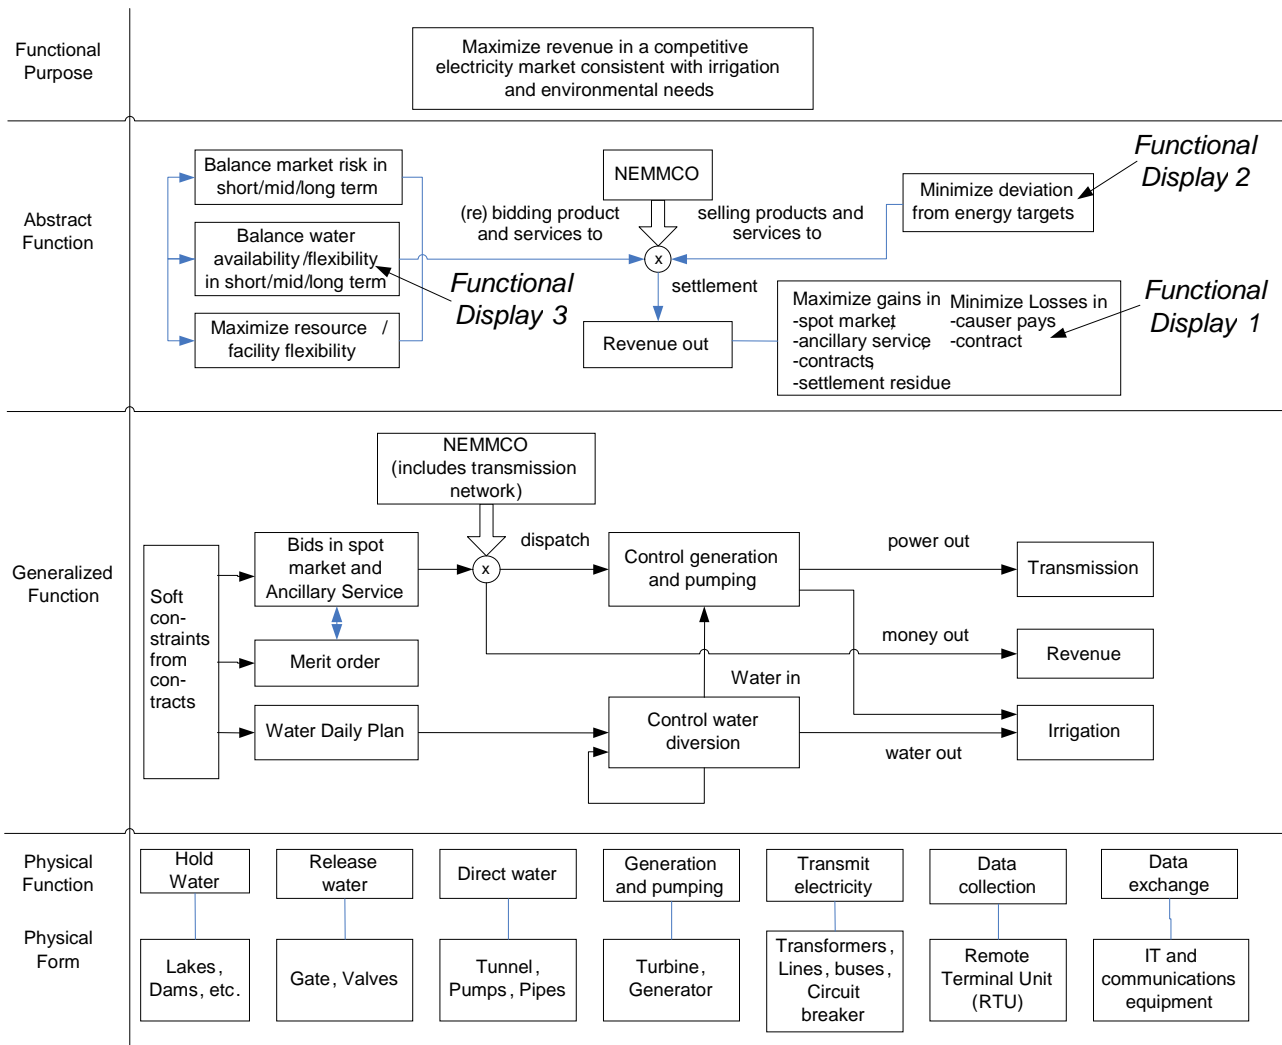 Functional
Purpose
Maximize revenue in a competitive
electricity market consistent with irrigation
and environmental needs
Abstract
Function
Balance market risk in
short/mid/long term
Balance water
availability/flexibility
in short/mid/long term
Maximize resource /
facility flexibility
Functional
Display 3
(re) bidding product
and services to
NEMMCO
selling products and
services to
x
settlement
Revenue out
Minimize deviation
from energy targets
Functional
Display 2
Maximize gains in
-spot market,
-ancillary service,
-contracts,
-settlement residue
Minimize Losses in
-causer pays
-contract
Functional
Display 1
Generalized
Function
NEMMCO
(includes transmission
network)
Soft
con-
straints
from
con-
tracts
Bids in spot
market and
Ancillary Service
Merit order
Water Daily Plan
x
dispatch
Control generation
and pumping
Water in
Control water
diversion
power out
money out
water out
Transmission
Revenue
Irrigation
Physical
Function
Hold
Water
Release
water
Direct water
Generation
and pumping
Transmit
electricity
Data
collection
Data
exchange
Physical
Form
Lakes,
Dams, etc.
Gate, Valves
Tunnel,
Pumps, Pipes
Turbine,
Generator
Transformers,
Lines, buses,
Circuit
breaker
Remote
Terminal Unit
(RTU)
IT and
communications
equipment